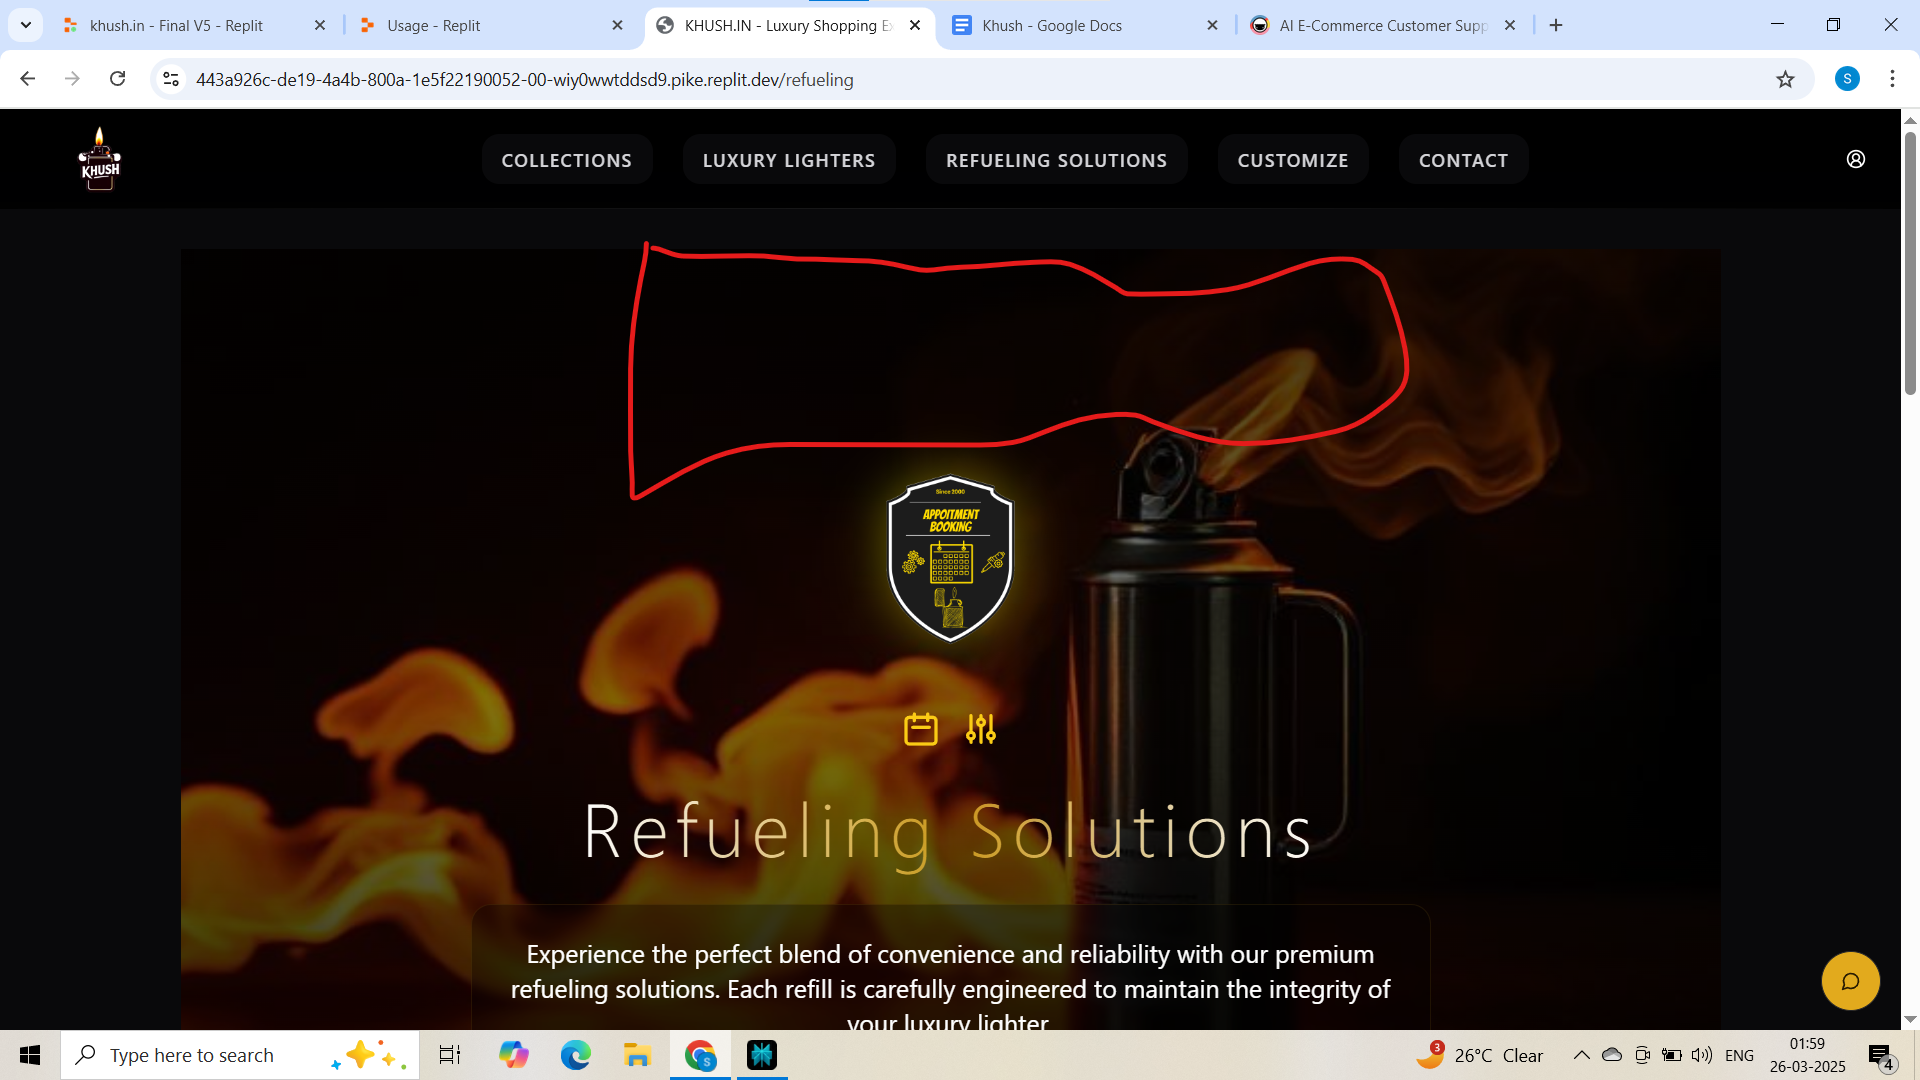 khush.in - Final V5 - Replit
Usage - Replit
KHUSH.IN - Luxury Shopping Ex
Khush - Google Docs
AI E-Commerce Customer Supp
443a926c-de19-4a4b-800a-1e5f22190052-00-wiy0wwtddsd9.pike.replit.dev/refueling
S
KHUSH
COLLECTIONS
LUXURY LIGHTERS
REFUELING SOLUTIONS
CUSTOMIZE
CONTACT
Since 2000
APPOITMENT
BOOKING
Refueling Solutions
Experience the perfect blend of convenience and reliability with our premium
refueling solutions. Each refill is carefully engineered to maintain the integrity of
your luxury lighter
Type here to search
S
3
26°C Clear
ENG
01:59
26-03-2025
4